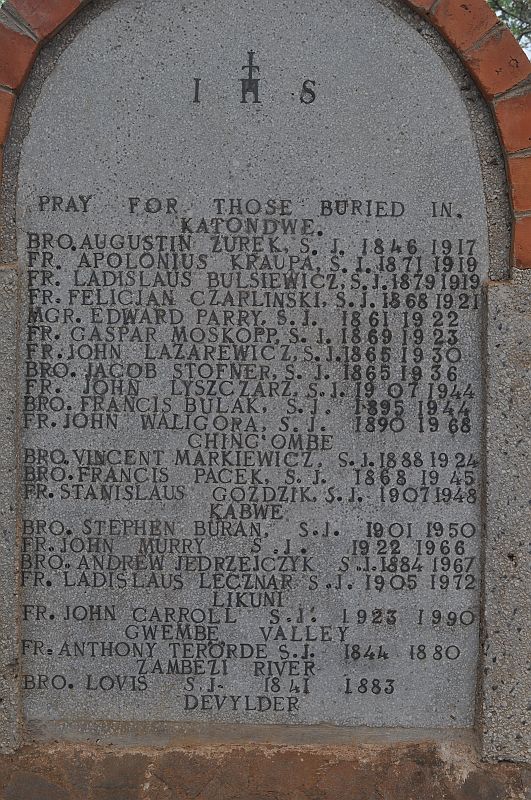 I H S
PRAY FOR THOSE BURIED IN.
KATONDWE.
BRO. AUGUSTIN ZUREK, S. J. 1846 1917
FR. APOLONIUS KRAUPA, S. J. 1871 1919
FR. LADISLAUS BULSIEWICZ, S.J. 1879 1919
FR. FELICJAN CZARLINSKI, S.J. 1868 1921
MGR. EDWARD PARRY, S.J. 1861 1922
FR. GASPAR MOSKOPP, S.J. 1869 1923
FR. JOHN LAZAREWICZ, S.J. 1865 1930
BRO. JACOB STOFNER, S.J. 1865 1936
FR. JOHN LYSZCZARZ, S.J. 1907 1944
BRO. FRANCIS BULAK, S.J. 1895 1944
FR. JOHN WALIGORA, S.J. 1890 1968
CHING'OMBE
BRO. VINCENT MARKIEWICZ, S.J. 1888 1924
BRO. FRANCIS PACEK, S.J. 1868 1945
FR. STANISLAUS GOZDZIK, S.J. 1907 1948
KABWE
BRO. STEPHEN BURAN, S.J. 1901 1950
FR. JOHN MURRY S.J. 1922 1966
BRO. ANDREW JEDRZEJCZYK S.J. 1884 1967
FR. LADISLAUS LECZNAR S.J. 1905 1972
LIKUNI
FR. JOHN CARROLL S.J. 1923 1990
GWEMBE VALLEY
FR. ANTHONY TERORDE S.J. 1844 1880
ZAMBEZI RIVER
BRO. LOVIS S.J. 1841 1883
DEVYLDER